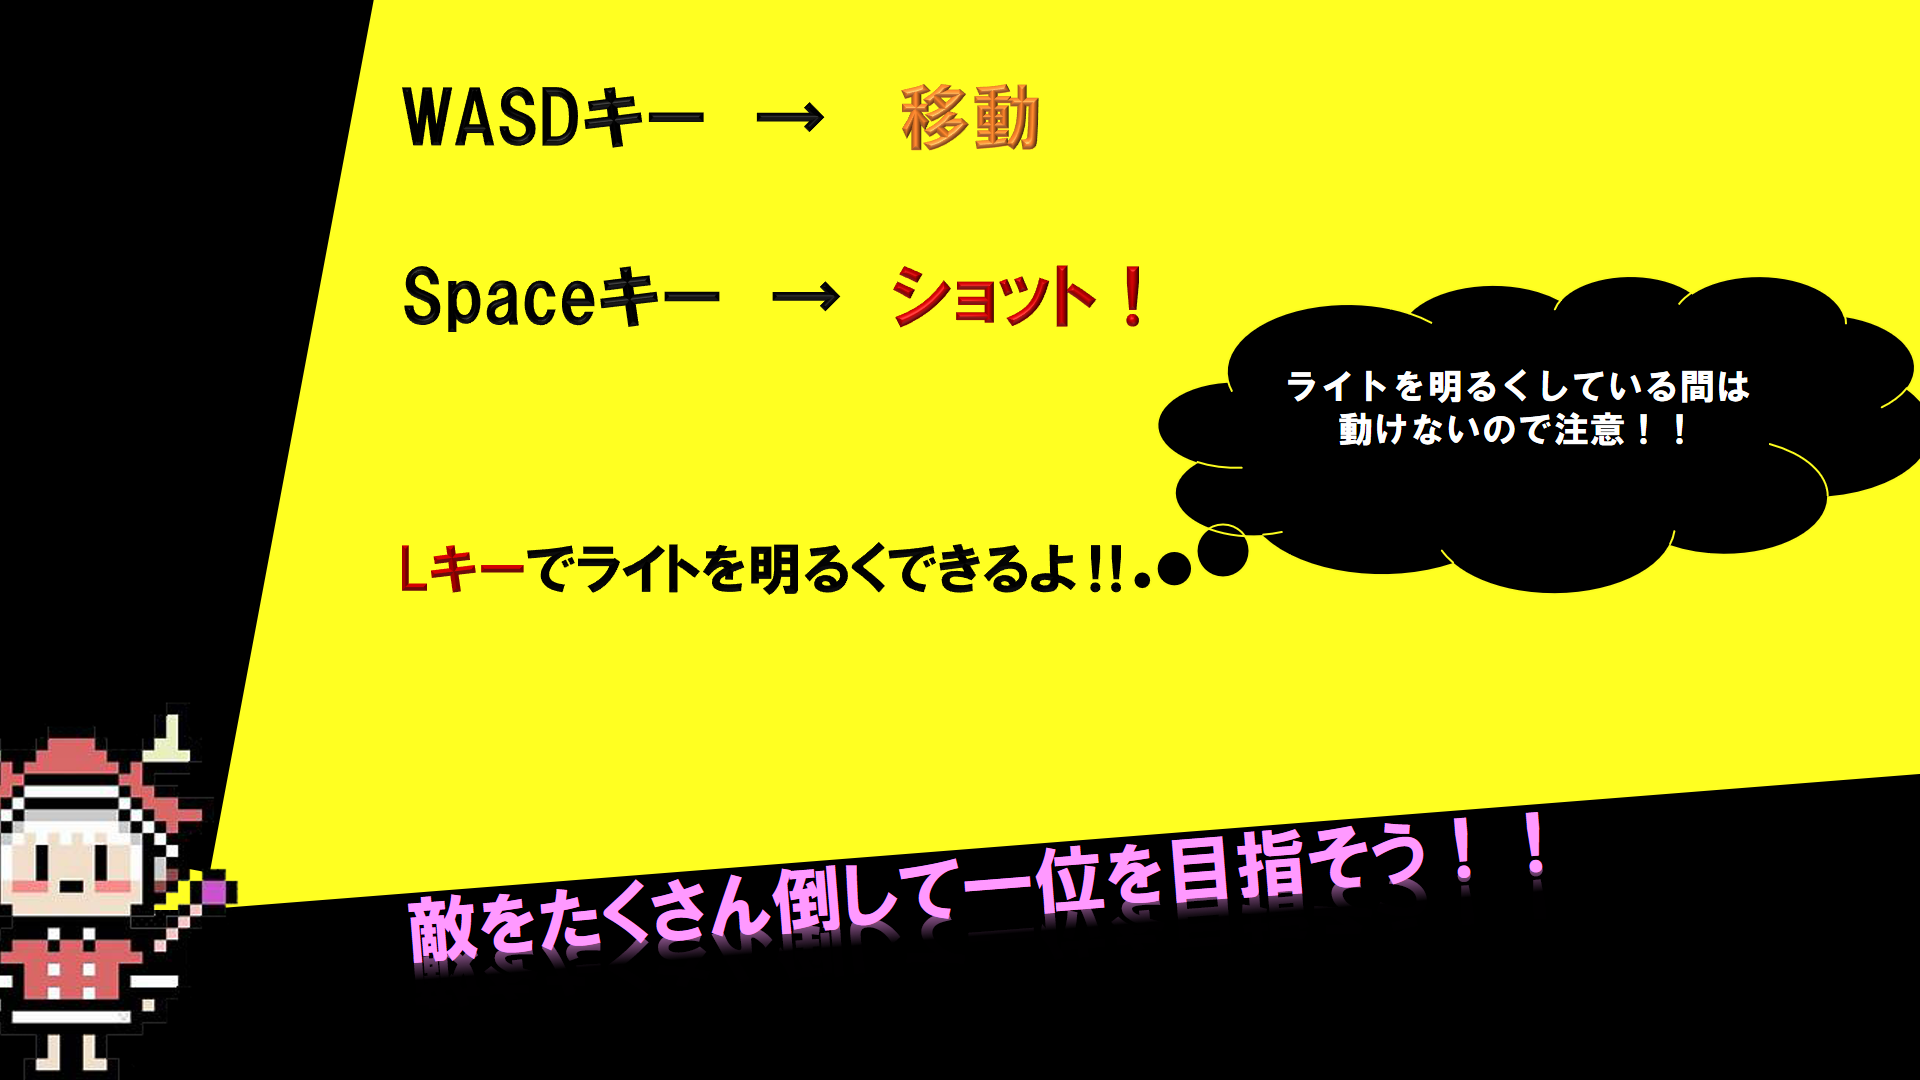 WASDキー → 移動
Spaceキー → ショット！
ライトを明るくしている間は
動けないので注意！！
Lキーでライトを明るくできるよ!!
敵をたくさん倒して一位を目指そう！！